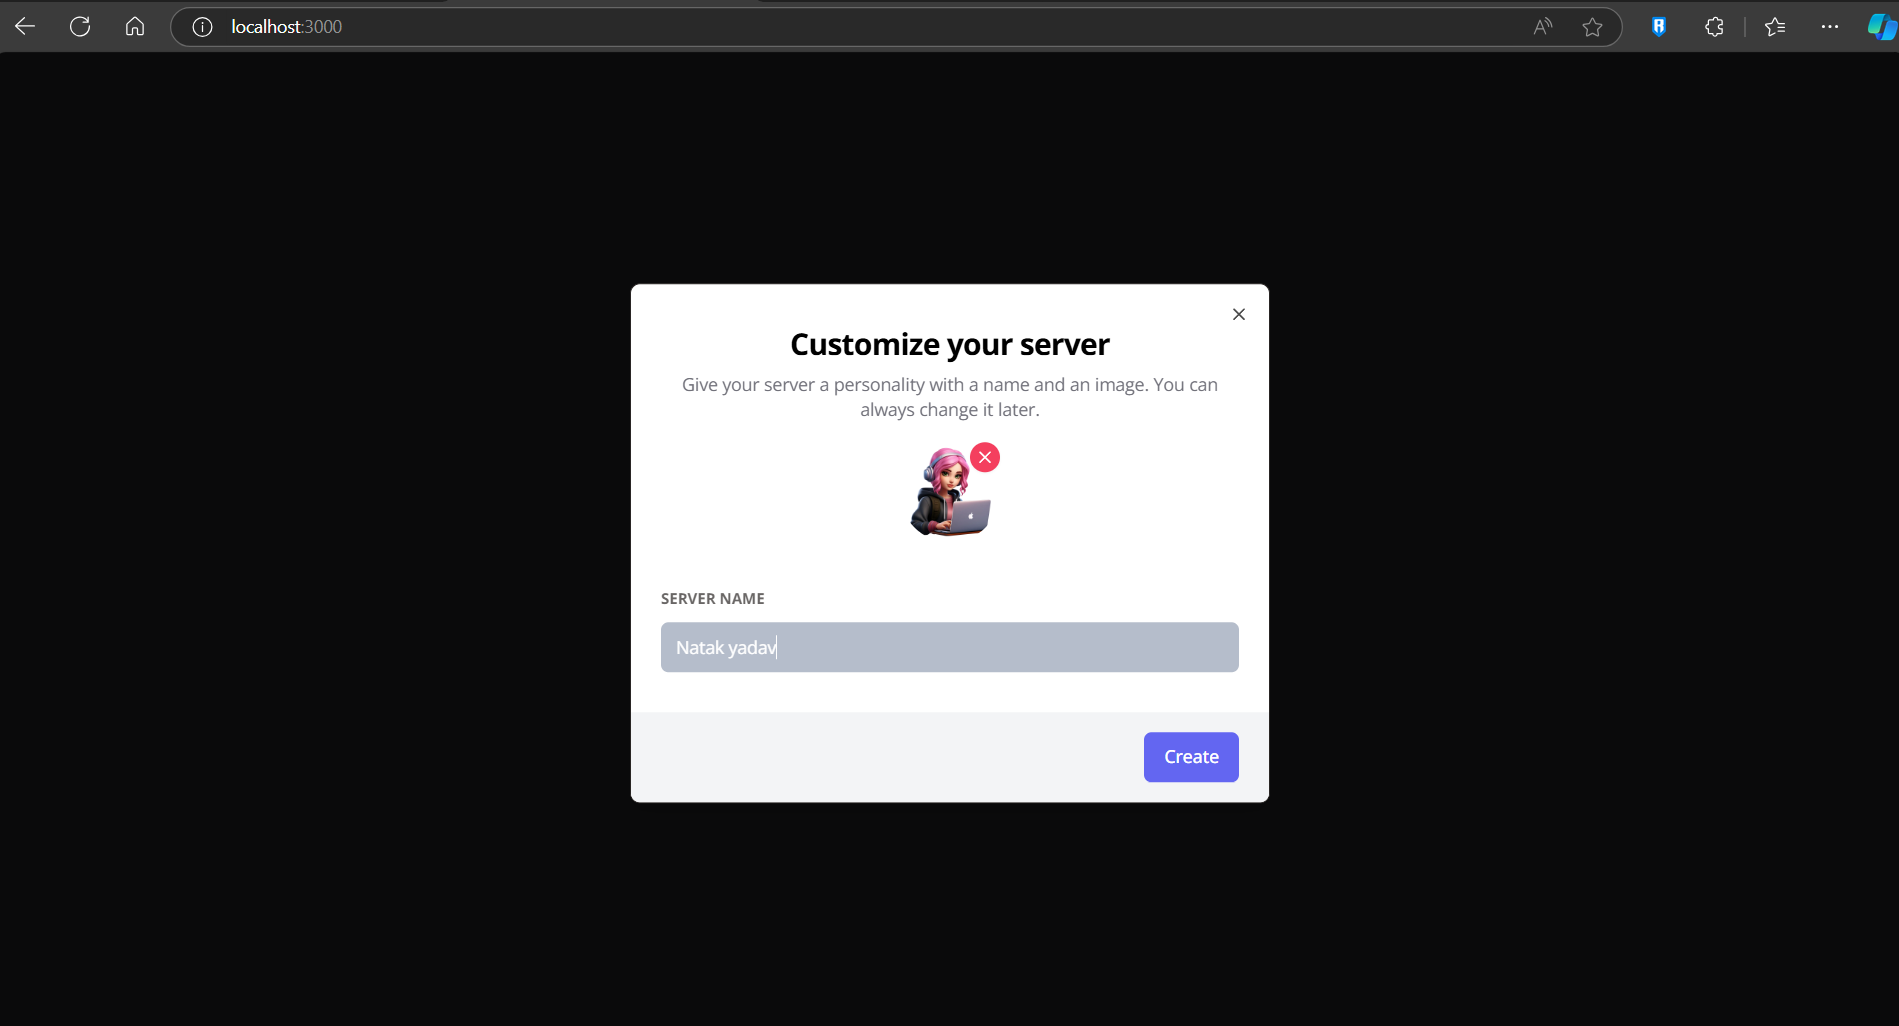 localhost:3000
Customize your server
Give your server a personality with a name and an image. You can
always change it later.
SERVER NAME
Natak yadav
Create